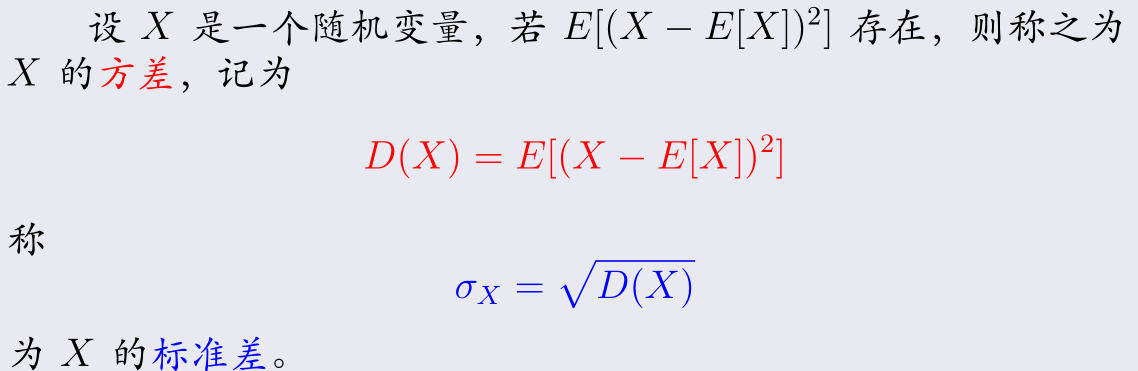 设 X 是一个随机变量，若 E[(X − E[X])²] 存在，则称之为
X 的方差，记为
D(X) = E[(X − E[X])²]
称
σ_X = √D(X)
为 X 的标准差。